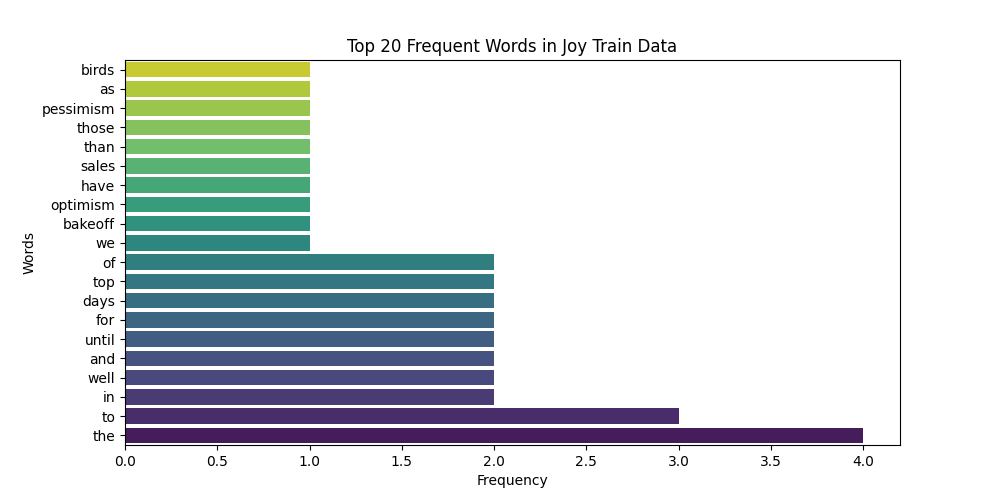 Top 20 Frequent Words in Joy Train Data
birds
as
pessimism
those
than
sales
have
optimism
bakeoff
we
of
top
days
for
until
and
well
in
to
the
Words
0.0 0.5 1.0 1.5 2.0 2.5 3.0 3.5 4.0
Frequency